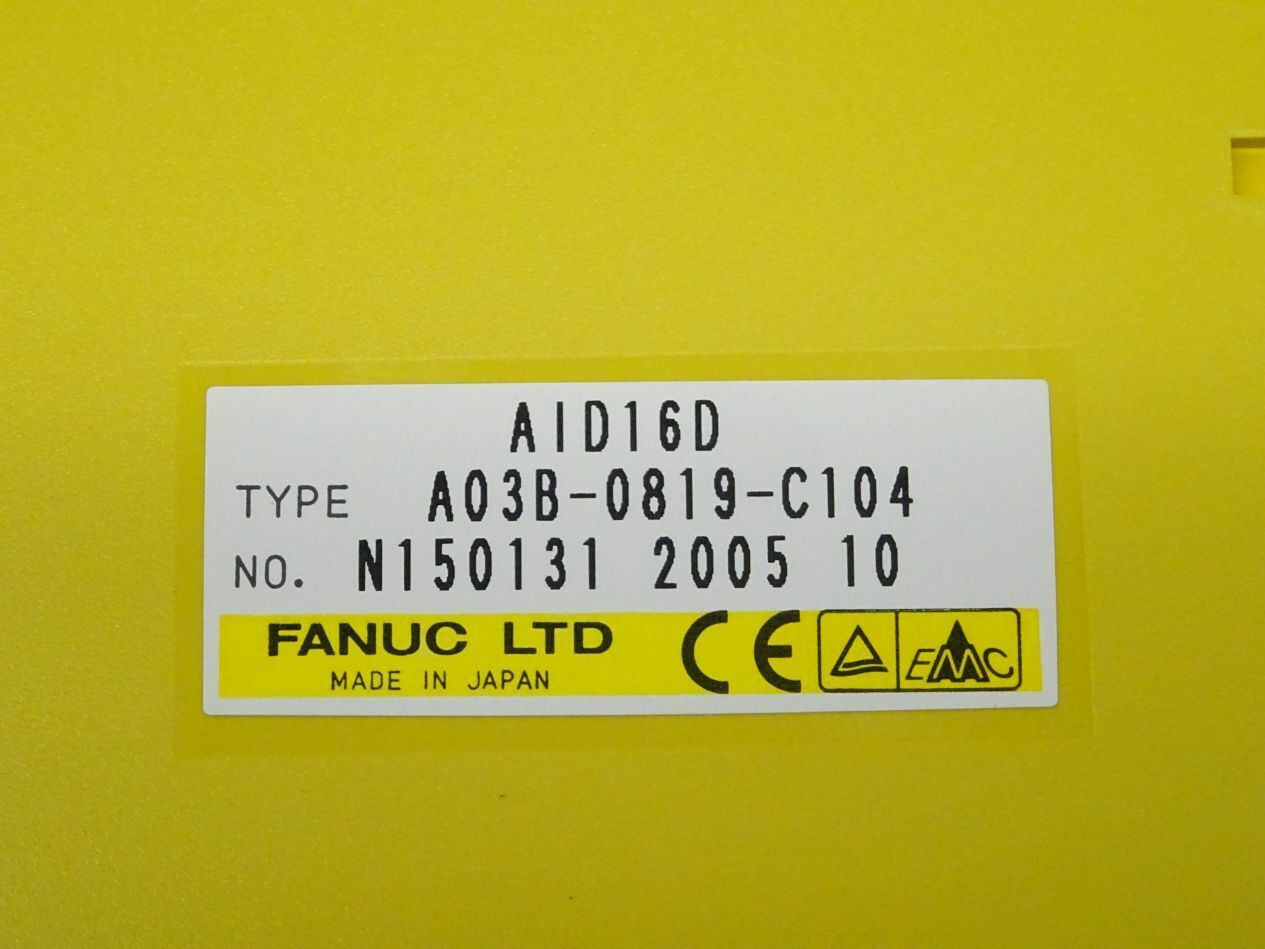 AID16D
TYPE A03B-0819-C104
NO. N150131 2005 10
FANUC LTD
MADE IN JAPAN
CE
EMC